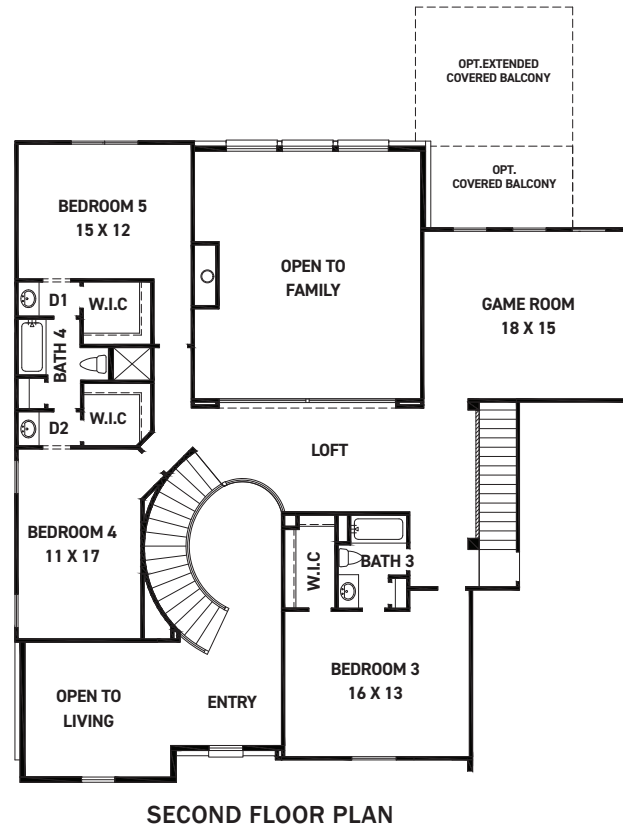 OPT.EXTENDED
COVERED BALCONY
OPT.
COVERED BALCONY
BEDROOM 5
15 X 12
OPEN TO
FAMILY
GAME ROOM
18 X 15
D1
W.I.C
BATH 4
W.I.C
D2
LOFT
BEDROOM 4
11 X 17
W.I.C
BATH 3
BEDROOM 3
16 X 13
OPEN TO
LIVING
ENTRY
SECOND FLOOR PLAN